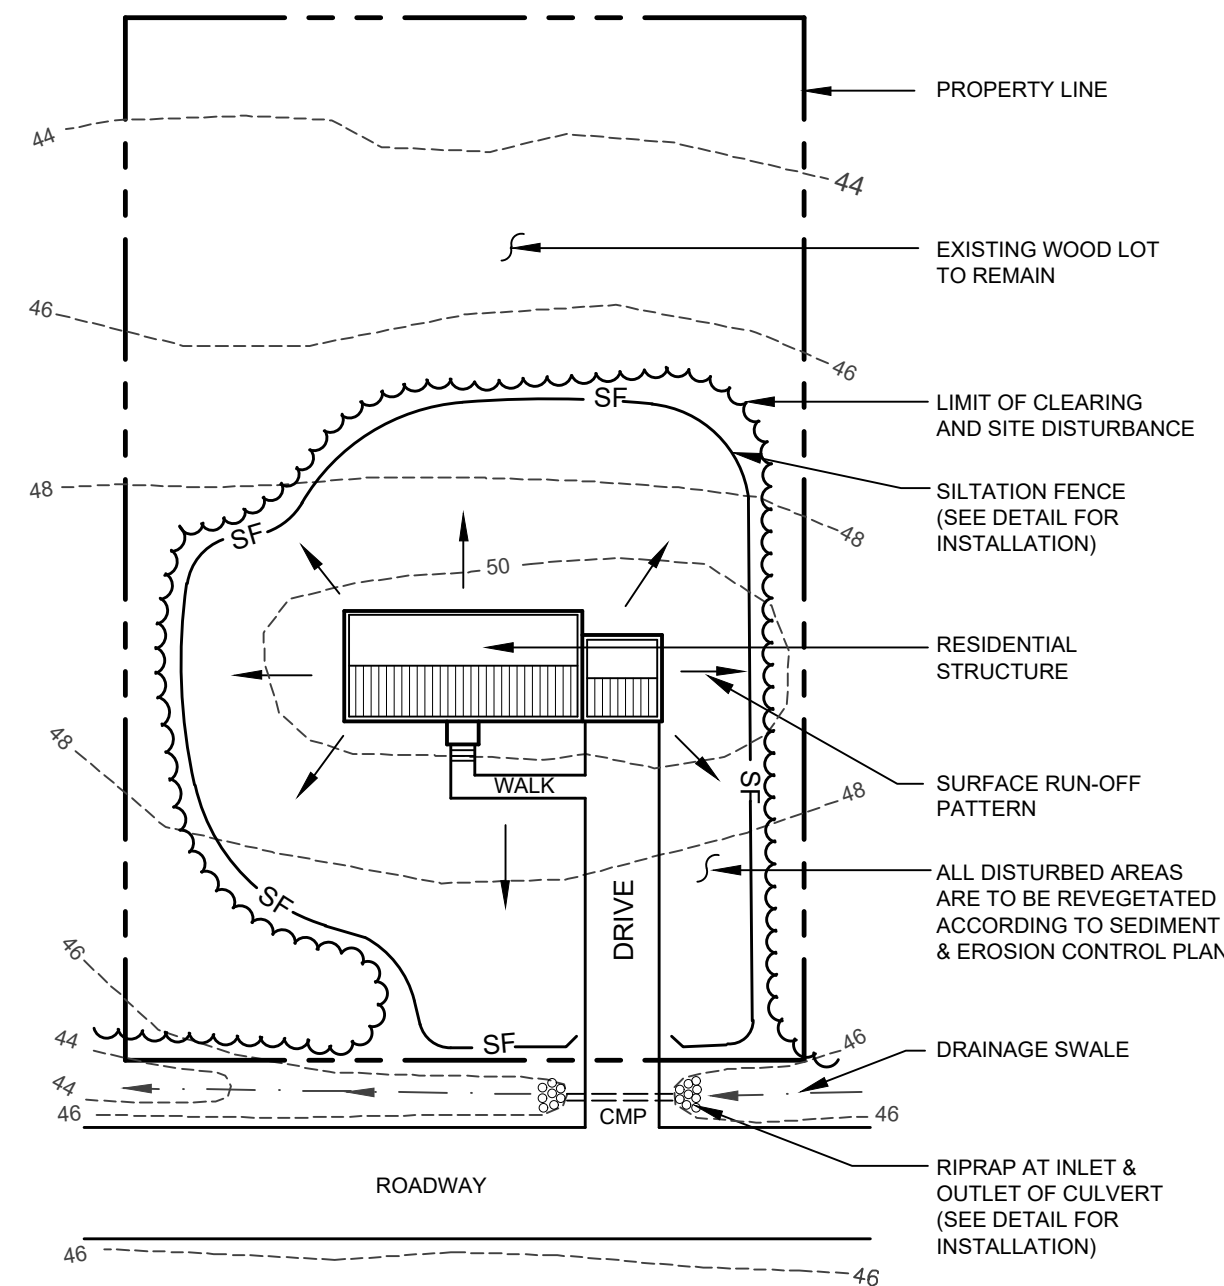 PROPERTY LINE
44
44
EXISTING WOOD LOT
TO REMAIN
46
46
LIMIT OF CLEARING
AND SITE DISTURBANCE
SF
48
SILTATION FENCE
(SEE DETAIL FOR
INSTALLATION)
SF
48
50
RESIDENTIAL
STRUCTURE
48
WALK
SF
48
SURFACE RUN-OFF
PATTERN
SF
DRIVE
ALL DISTURBED AREAS
ARE TO BE REVEGETATED
ACCORDING TO SEDIMENT
& EROSION CONTROL PLAN
46
44
SF
46
DRAINAGE SWALE
44
46
CMP
46
ROADWAY
RIPRAP AT INLET &
OUTLET OF CULVERT
(SEE DETAIL FOR
INSTALLATION)
46
46